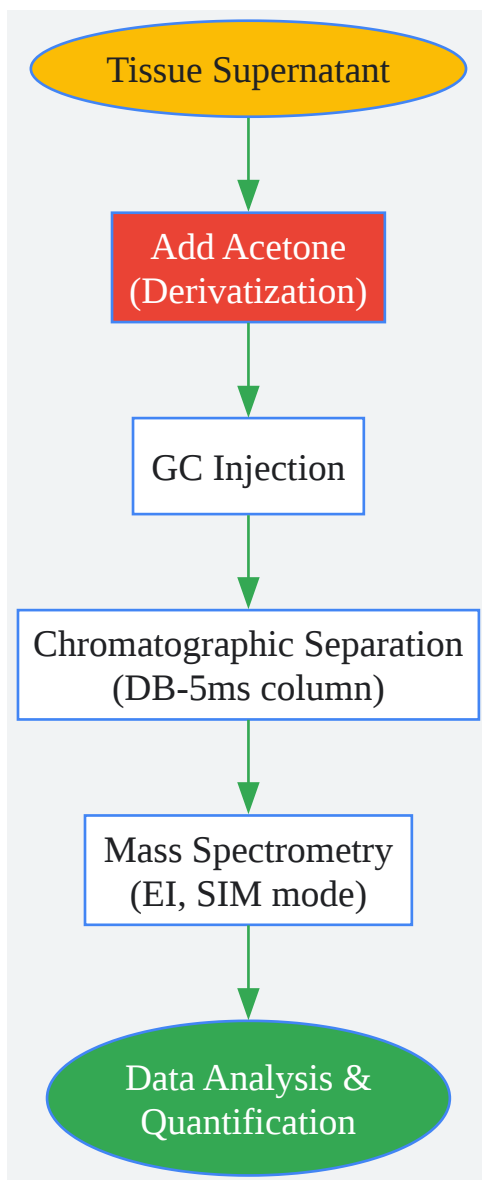 Tissue Supernatant
Add Acetone
(Derivatization)
GC Injection
Chromatographic Separation
(DB-5ms column)
Mass Spectrometry
(EI, SIM mode)
Data Analysis &
Quantification